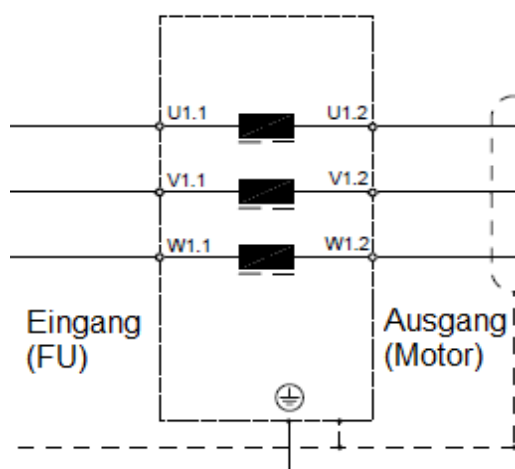 U1.1 U1.2
V1.1 V1.2
W1.1 W1.2
Eingang
(FU)
Ausgang
(Motor)